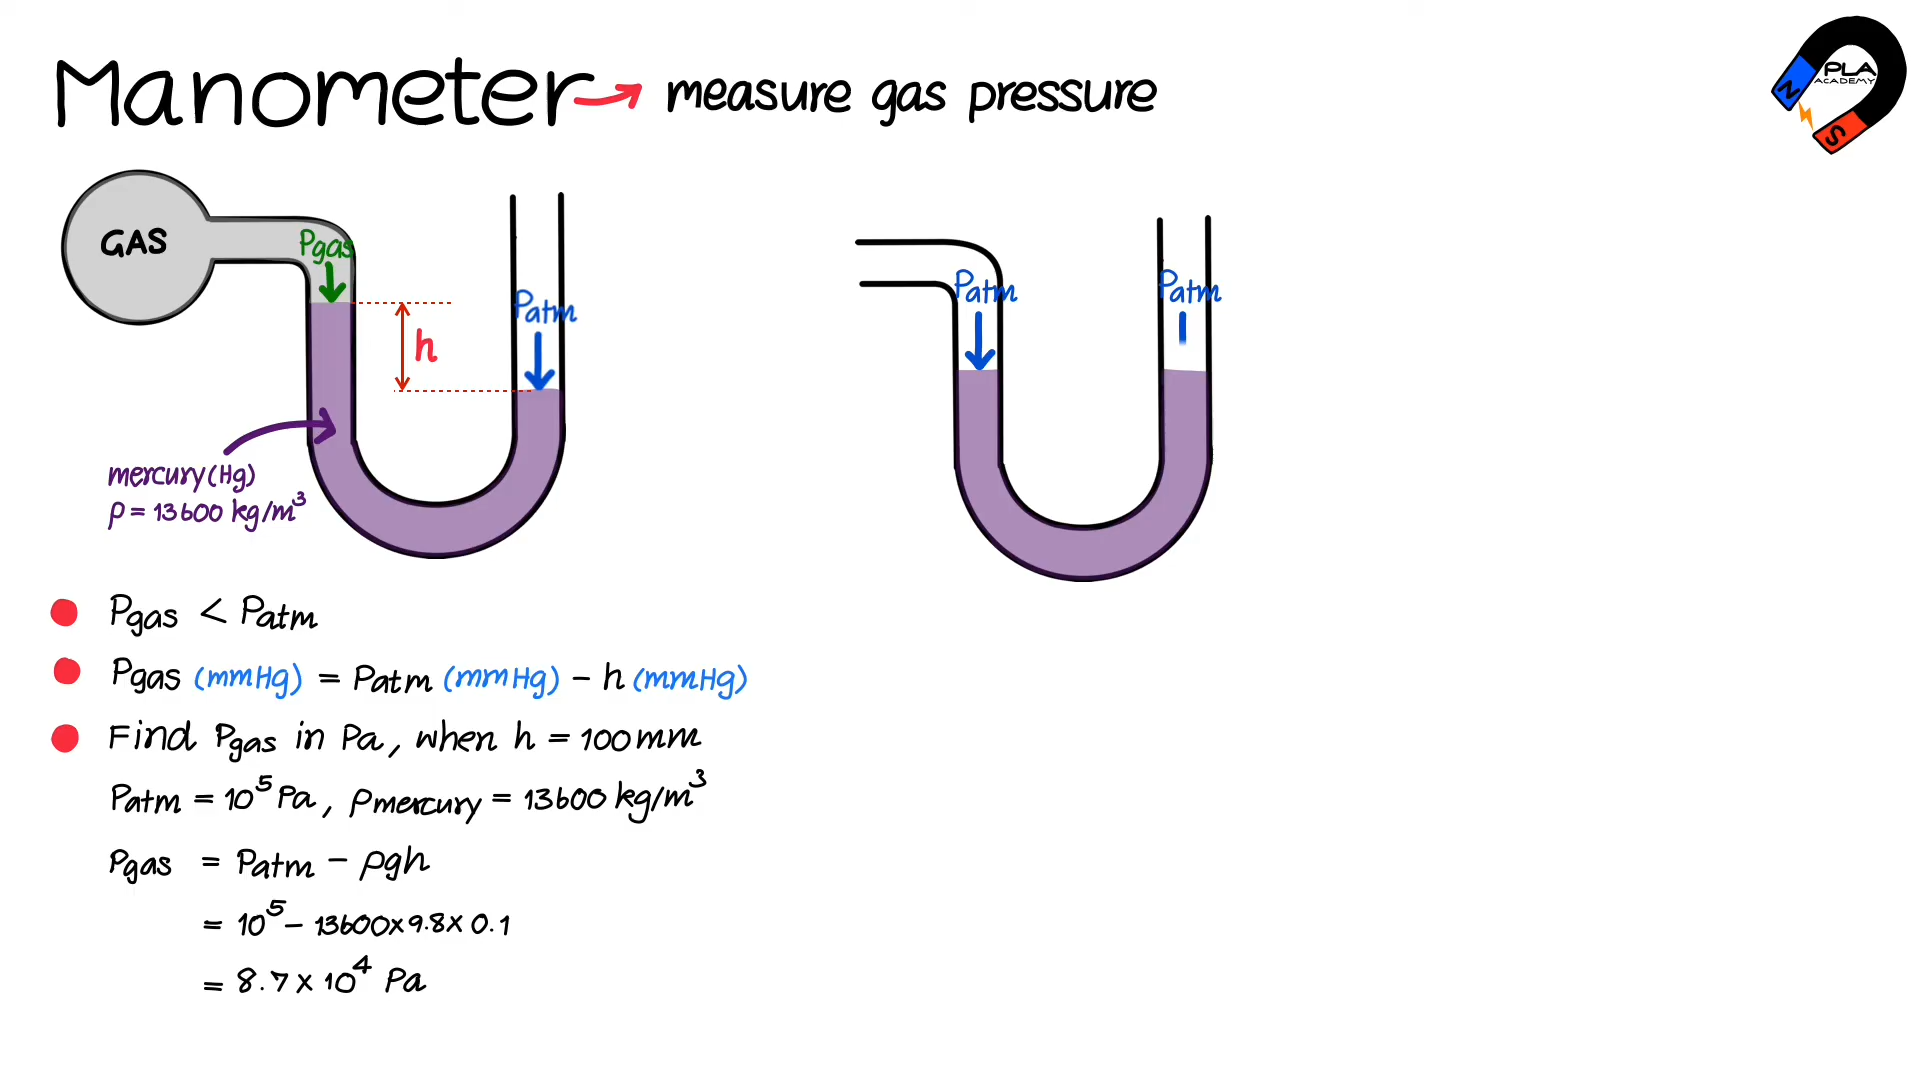 Manometer → measure gas pressure
PLA
ACADEMY
N
S
GAS
Pgas
Patm
h
mercury (Hg)
ρ = 13600 kg/m³
Patm
Patm
Pgas < Patm
Pgas (mmHg) = Patm (mmHg) - h (mmHg)
Find Pgas in Pa, when h = 100mm
Patm = 10⁵ Pa, ρmercury = 13600 kg/m³
Pgas = Patm - ρgh
= 10⁵ - 13600×9.8×0.1
= 8.7 × 10⁴ Pa